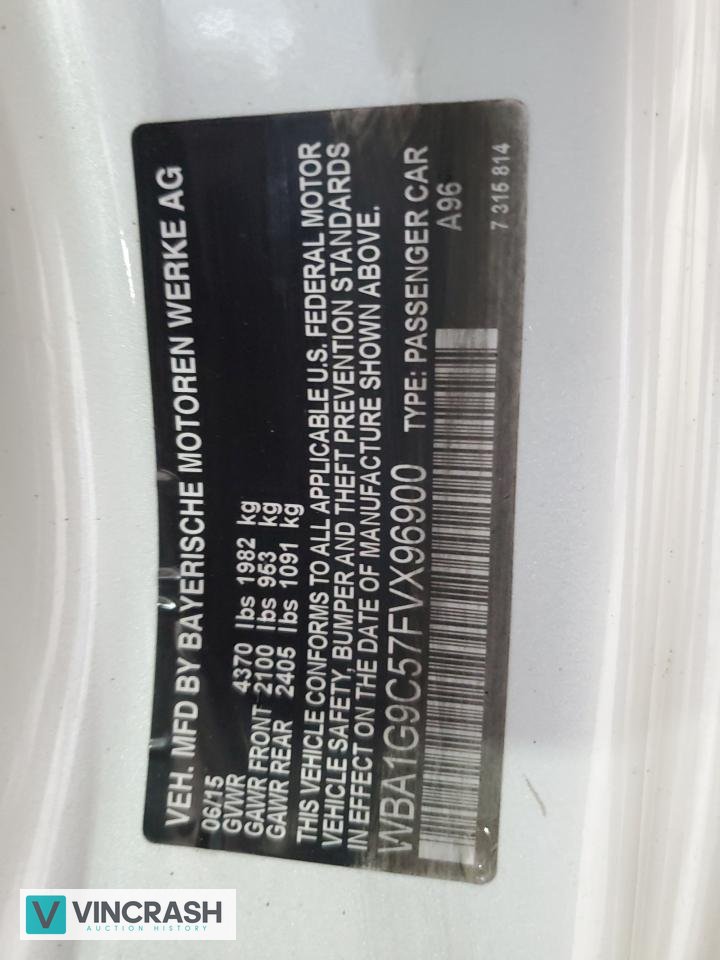 VEH. MFD BY BAYERISCHE MOTOREN WERKE AG
06/15
GVWR 4370 lbs 1982 kg
GAWR FRONT 2100 lbs 953 kg
GAWR REAR 2405 lbs 1091 kg
THIS VEHICLE CONFORMS TO ALL APPLICABLE U.S. FEDERAL MOTOR
VEHICLE SAFETY, BUMPER AND THEFT PREVENTION STANDARDS
IN EFFECT ON THE DATE OF MANUFACTURE SHOWN ABOVE.
WBA1G9C57FVX96900 TYPE: PASSENGER CAR
A96
7 315 814
V VINCRASH
AUCTION HISTORY